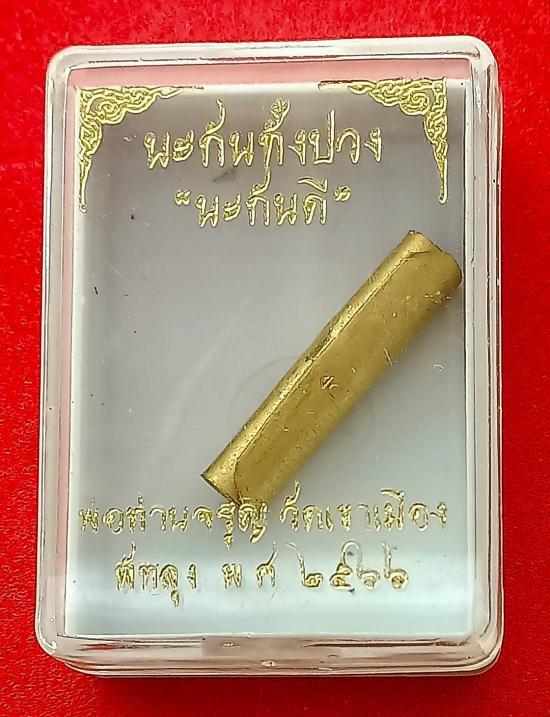 นะกันทั้งปวง
“นะกันดี”
พ่อท่านจรูญ วัดเขาเมือง
พัทลุง พ ศ ๒๕๖๖